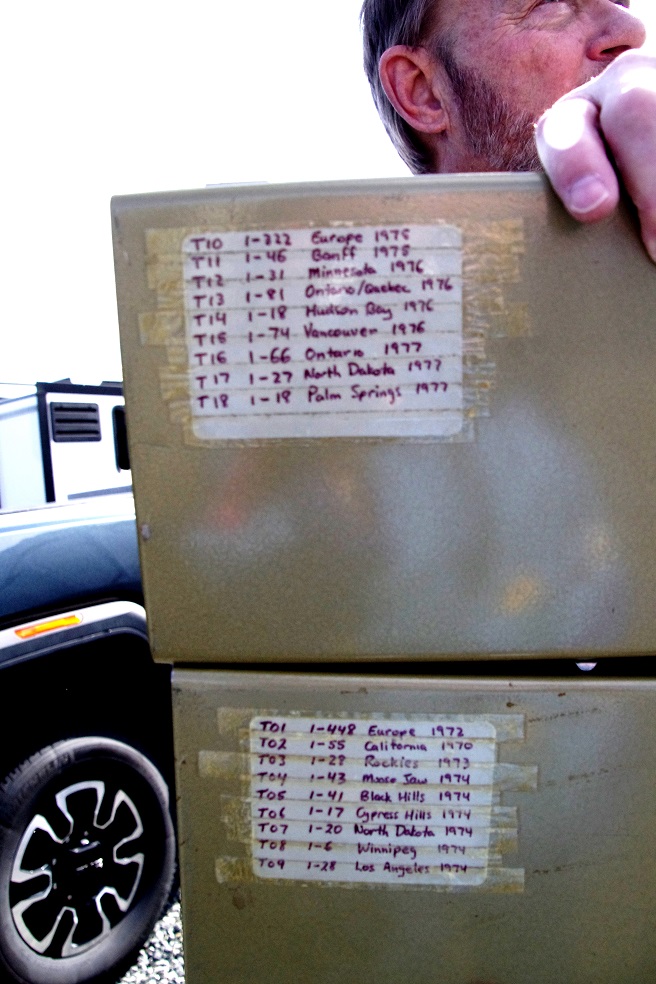 T10 1-222 Europe 1975
T11 1-46 Banff 1975
T12 1-31 Minnesota 1976
T13 1-81 Ontario/Quebec 1976
T14 1-18 Hudson Bay 1976
T15 1-74 Vancouver 1976
T16 1-66 Ontario 1977
T17 1-27 North Dakota 1977
T18 1-18 Palm Springs 1977
T01 1-448 Europe 1972
T02 1-55 California 1970
T03 1-28 Rockies 1973
T04 1-43 Moose Jaw 1974
T05 1-41 Black Hills 1974
T06 1-17 Cypress Hills 1974
T07 1-20 North Dakota 1974
T08 1-6 Winnipeg 1974
T09 1-28 Los Angeles 1974